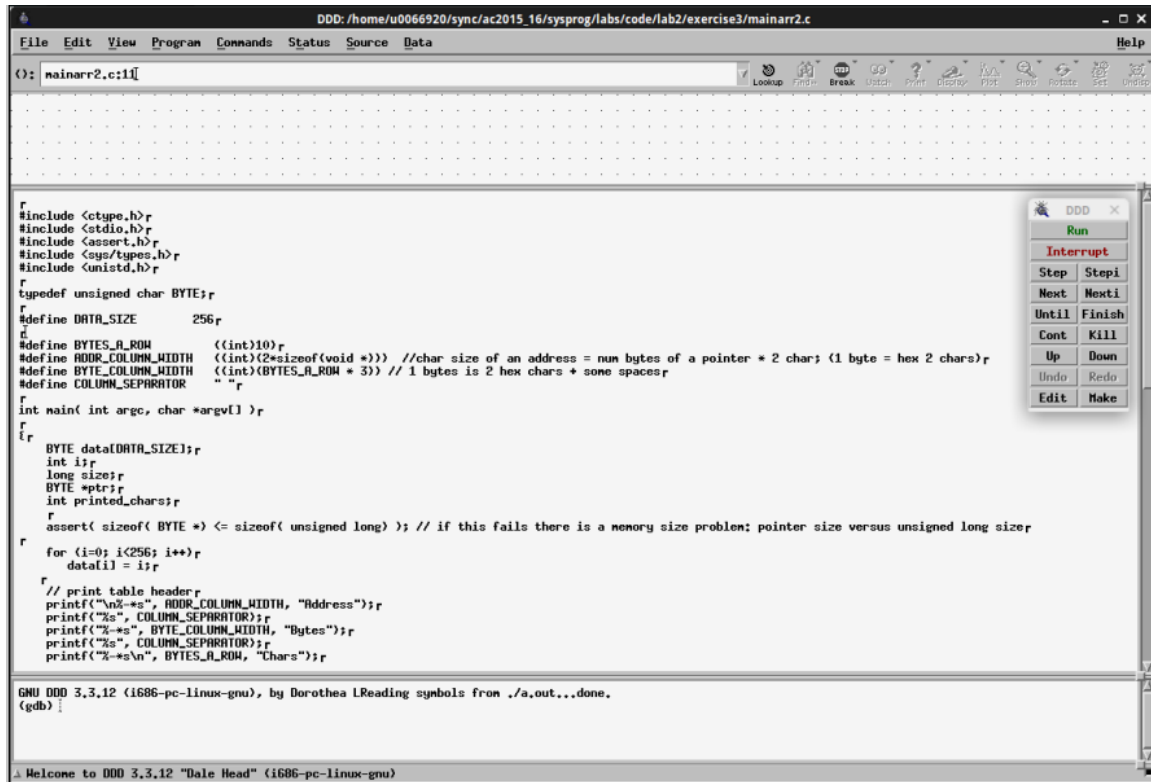 DDD: /home/u0066920/sync/ac2015_16/sysprog/labs/code/lab2/exercise3/mainarr2.c
File Edit View Program Commands Status Source Data Help
(): mainarr2.c:11
Lookup Find» Break Watch Print Display Plot Show Rotate Set Undisp
r
#include <ctype.h>r
#include <stdio.h>r
#include <assert.h>r
#include <sys/types.h>r
#include <unistd.h>r
r
typedef unsigned char BYTE;r
r
#define DATA_SIZE 256r
r
#define BYTES_A_ROW ((int)10)r
#define ADDR_COLUMN_WIDTH ((int)(2*sizeof(void *))) //char size of an address = num bytes of a pointer * 2 char; (1 byte = hex 2 chars)r
#define BYTE_COLUMN_WIDTH ((int)(BYTES_A_ROW * 3)) // 1 bytes is 2 hex chars + some spacesr
#define COLUMN_SEPARATOR " "r
r
int main( int argc, char *argv[] )r
r
{r
BYTE data[DATA_SIZE];r
int i;r
long size;r
BYTE *ptr;r
int printed_chars;r
r
assert( sizeof( BYTE *) <= sizeof( unsigned long) ); // if this fails there is a memory size problem: pointer size versus unsigned long sizer
r
for (i=0; i<256; i++)r
data[i] = i;r
r
// print table headerr
printf("\n%-*s", ADDR_COLUMN_WIDTH, "Address");r
printf("%s", COLUMN_SEPARATOR);r
printf("%-*s", BYTE_COLUMN_WIDTH, "Bytes");r
printf("%s", COLUMN_SEPARATOR);r
printf("%-*s\n", BYTES_A_ROW, "Chars");r
DDD
Run
Interrupt
Step Stepi
Next Nexti
Until Finish
Cont Kill
Up Down
Undo Redo
Edit Make
GNU DDD 3.3.12 (i686-pc-linux-gnu), by Dorothea LReading symbols from ./a.out...done.
(gdb)
Welcome to DDD 3.3.12 "Dale Head" (i686-pc-linux-gnu)